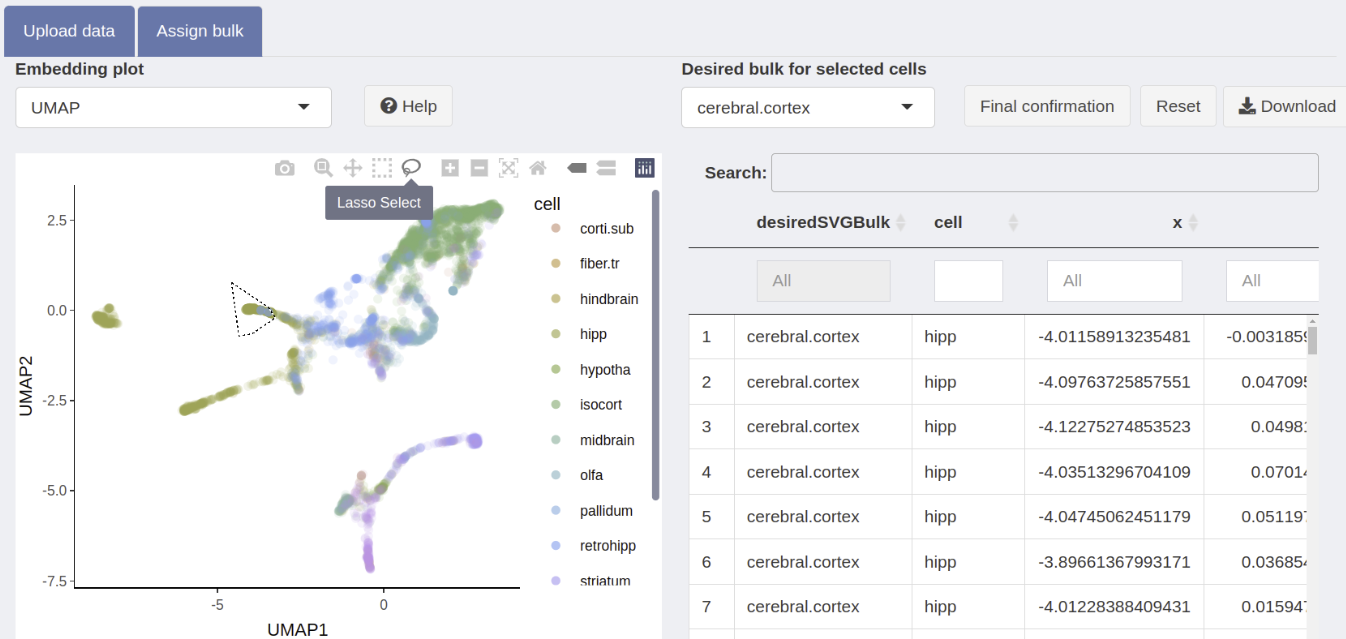 Upload data
Assign bulk
Embedding plot
UMAP
Help
Desired bulk for selected cells
cerebral.cortex
Final confirmation
Reset
Download
Lasso Select
2.5
0.0
-2.5
-5.0
-7.5
-5
0
UMAP2
UMAP1
cell
corti.sub
fiber.tr
hindbrain
hipp
hypotha
isocort
midbrain
olfa
pallidum
retrohipp
striatum
Search:
desiredSVGBulk cell x
All All All
1 cerebral.cortex hipp -4.01158913235481 -0.0031859
2 cerebral.cortex hipp -4.09763725857551 0.047095
3 cerebral.cortex hipp -4.12275274853523 0.04981
4 cerebral.cortex hipp -4.03513296704109 0.07014
5 cerebral.cortex hipp -4.04745062451179 0.051197
6 cerebral.cortex hipp -3.89661367993171 0.036854
7 cerebral.cortex hipp -4.01228388409431 0.015947